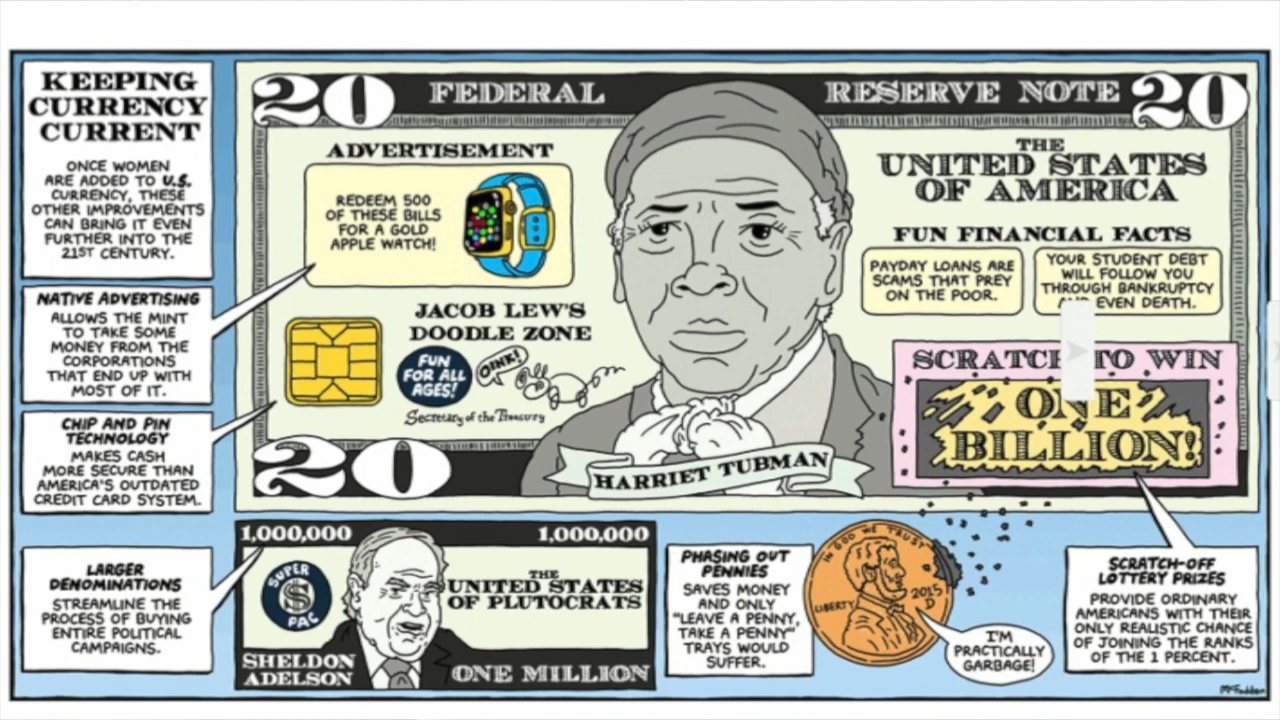 KEEPING
CURRENCY
CURRENT
ONCE WOMEN
ARE ADDED TO U.S.
CURRENCY, THESE
OTHER IMPROVEMENTS
CAN BRING IT EVEN
FURTHER INTO THE
21ST CENTURY.
NATIVE ADVERTISING
ALLOWS THE MINT
TO TAKE SOME
MONEY FROM THE
CORPORATIONS
THAT END UP WITH
MOST OF IT.
CHIP AND PIN
TECHNOLOGY
MAKES CASH
MORE SECURE THAN
AMERICA'S OUTDATED
CREDIT CARD SYSTEM.
LARGER
DENOMINATIONS
STREAMLINE THE
PROCESS OF BUYING
ENTIRE POLITICAL
CAMPAIGNS.
20 FEDERAL RESERVE NOTE 20
ADVERTISEMENT
REDEEM 500
OF THESE BILLS
FOR A GOLD
APPLE WATCH!
JACOB LEW'S
DOODLE ZONE
FUN
FOR ALL
AGES!
OINK!
Secretary of the Treasury
20
HARRIET TUBMAN
THE
UNITED STATES
OF AMERICA
FUN FINANCIAL FACTS
PAYDAY LOANS ARE
SCAMS THAT PREY
ON THE POOR.
YOUR STUDENT DEBT
WILL FOLLOW YOU
THROUGH BANKRUPTCY
AND EVEN DEATH.
SCRATCH TO WIN
ONE
BILLION!
1,000,000 1,000,000
SUPER
$
PAC
THE
UNITED STATES
OF PLUTOCRATS
SHELDON
ADELSON
ONE MILLION
PHASING OUT
PENNIES
SAVES MONEY
AND ONLY
"LEAVE A PENNY,
TAKE A PENNY"
TRAYS WOULD
SUFFER.
IN GOD WE TRUST
LIBERTY
2015
D
I'M
PRACTICALLY
GARBAGE!
SCRATCH-OFF
LOTTERY PRIZES
PROVIDE ORDINARY
AMERICANS WITH THEIR
ONLY REALISTIC CHANCE
OF JOINING THE RANKS
OF THE 1 PERCENT.
McFadden